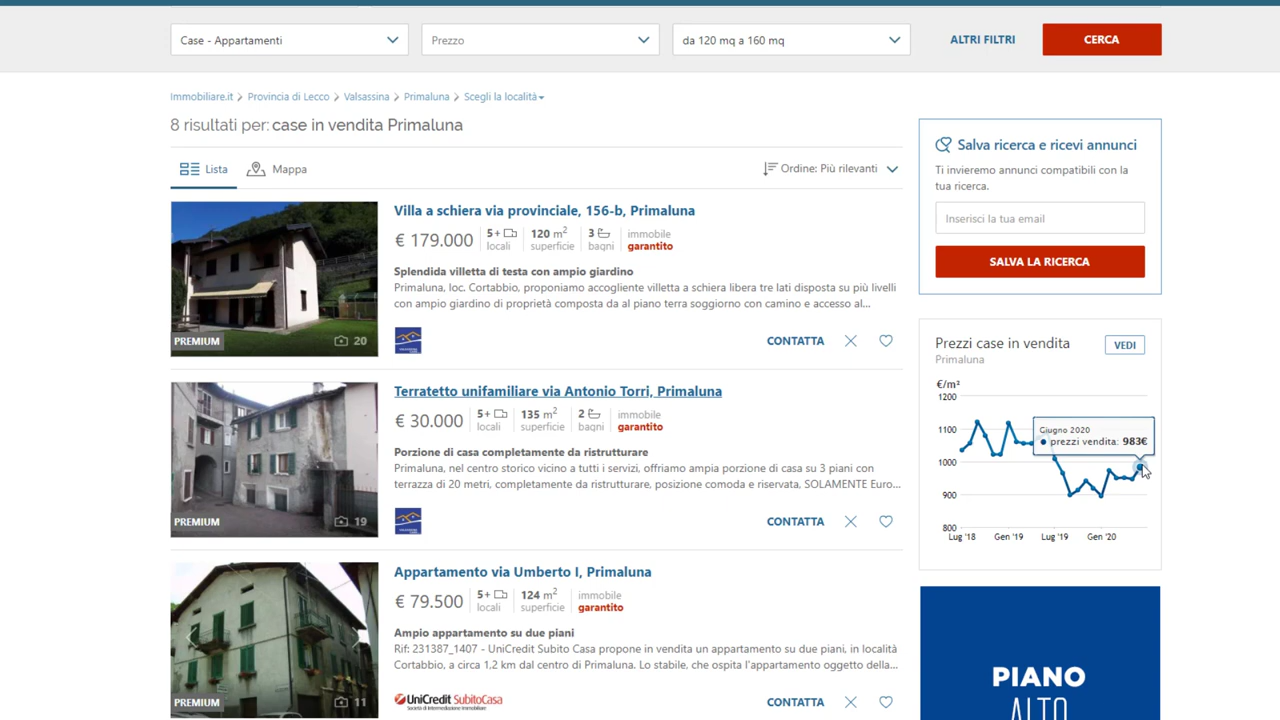 Case - Appartamenti
Prezzo
da 120 mq a 160 mq
ALTRI FILTRI
CERCA
Immobiliare.it > Provincia di Lecco > Valsassina > Primaluna > Scegli la località
8 risultati per: case in vendita Primaluna
Lista
Mappa
Ordine: Più rilevanti
Villa a schiera via provinciale, 156-b, Primaluna
€ 179.000
5+
locali
120 m²
superficie
3
bagni
immobile
garantito
Splendida villetta di testa con ampio giardino
Primaluna, loc. Cortabbio, proponiamo accogliente villetta a schiera libera tre lati disposta su più livelli
con ampio giardino di proprietà composta da al piano terra soggiorno con camino e accesso al...
PREMIUM
20
CONTATTA
Terratetto unifamiliare via Antonio Torri, Primaluna
€ 30.000
5+
locali
135 m²
superficie
2
bagni
immobile
garantito
Porzione di casa completamente da ristrutturare
Primaluna, nel centro storico vicino a tutti i servizi, offriamo ampia porzione di casa su 3 piani con
terrazza di 20 metri, completamente da ristrutturare, posizione comoda e riservata, SOLAMENTE Euro...
PREMIUM
19
CONTATTA
Appartamento via Umberto I, Primaluna
€ 79.500
5+
locali
124 m²
superficie
immobile
garantito
Ampio appartamento su due piani
Rif: 231387_1407 - UniCredit Subito Casa propone in vendita un appartamento su due piani, in località
Cortabbio, a circa 1,2 km dal centro di Primaluna. Lo stabile, che ospita l'appartamento oggetto della...
PREMIUM
11
UniCredit SubitoCasa
Società di Intermediazione Immobiliare
CONTATTA
Salva ricerca e ricevi annunci
Ti invieremo annunci compatibili con la
tua ricerca.
Inserisci la tua email
SALVA LA RICERCA
Prezzi case in vendita
VEDI
Primaluna
€/m²
1200
1100
1000
900
800
Giugno 2020
prezzi vendita: 983€
Lug '18
Gen '19
Lug '19
Gen '20
PIANO
ALTO